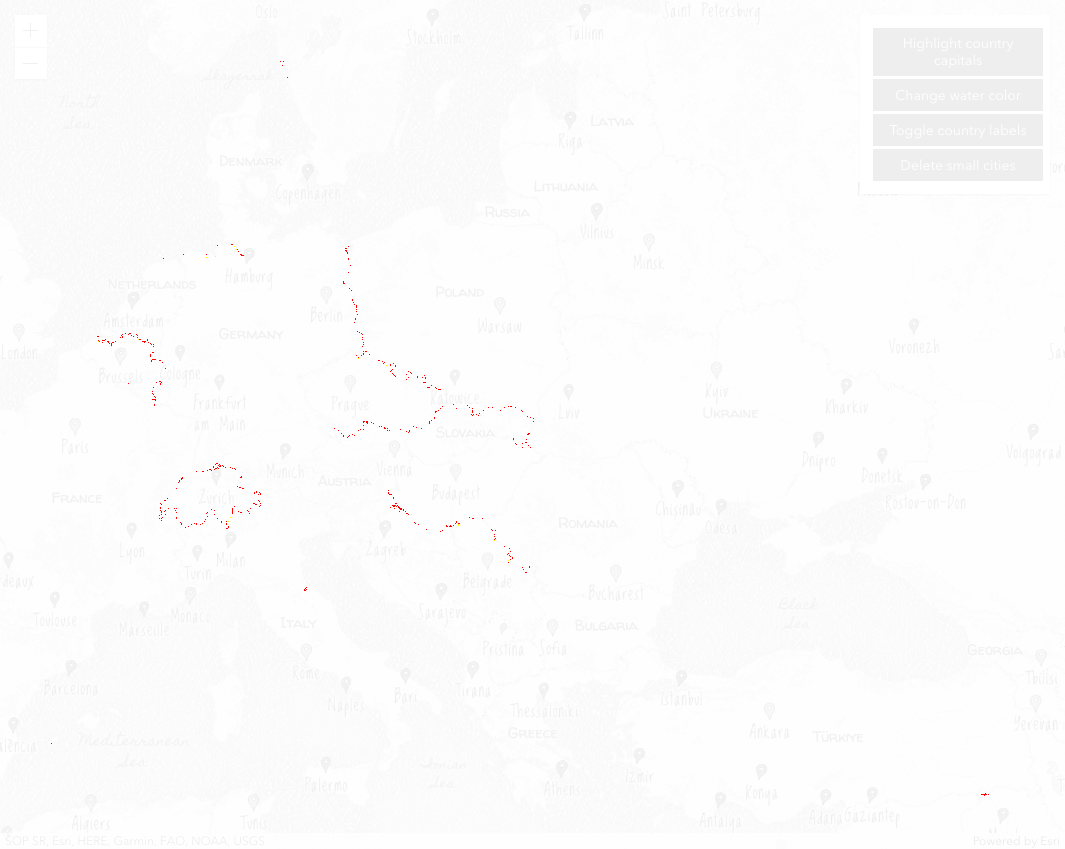 Oslo
Saint Petersburg
Stockholm
Tallinn
+
Highlight country
capitals
Skagerrak
−
Change water color
North
Sea
LATVIA
Toggle country labels
Riga
DENMARK
Delete small cities
Copenhagen
LITHUANIA
RUSSIA
Vilnius
Minsk
Hamburg
NETHERLANDS
POLAND
Berlin
Amsterdam
Warsaw
GERMANY
London
Voronezh
Brussels
Cologne
Kyiv
Frankfurt
am Main
Prague
Katowice
Lviv
Kharkiv
UKRAINE
Paris
SLOVAKIA
Volgograd
Munich
Vienna
Dnipro
Donetsk
AUSTRIA
Budapest
FRANCE
Zurich
Rostov-on-Don
Chișinău
Odesa
ROMANIA
Lyon
Zagreb
Milan
Turin
deaux
Belgrade
Bucharest
Black
Sea
Sarajevo
Monaco
Toulouse
Marseille
ITALY
BULGARIA
Pristina
Sofia
GEORGIA
Rome
Tbilisi
Barcelona
Bari
Tirana
Istanbul
Naples
Thessaloniki
Yerevan
alència
GREECE
Ankara
TÜRKIYE
Mediterranean
Sea
Ionian
Sea
Palermo
Athens
Izmir
Konya
Algiers
Tunis
Antalya
Adana
Gaziantep
SOP, SR, Esri, HERE, Garmin, FAO, NOAA, USGS
Powered by Esri